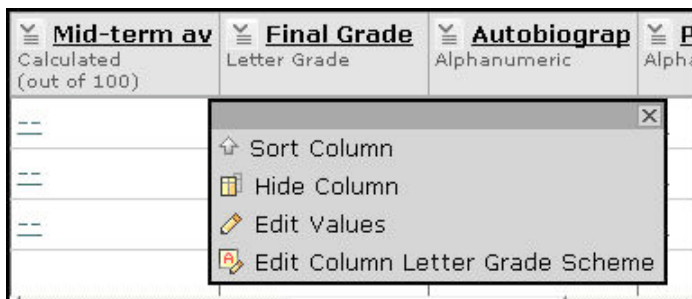 Mid-term av Final Grade Autobiograp P
Calculated Letter Grade Alphanumeric Alpha
(out of 100)
--
Sort Column
--
Hide Column
Edit Values
--
Edit Column Letter Grade Scheme